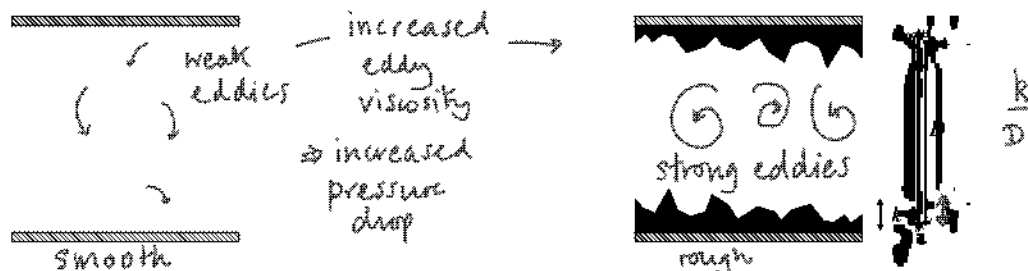 weak
eddies
increased
eddy
viscosity
⇒ increased
pressure
drop
smooth
strong eddies
rough
k
D